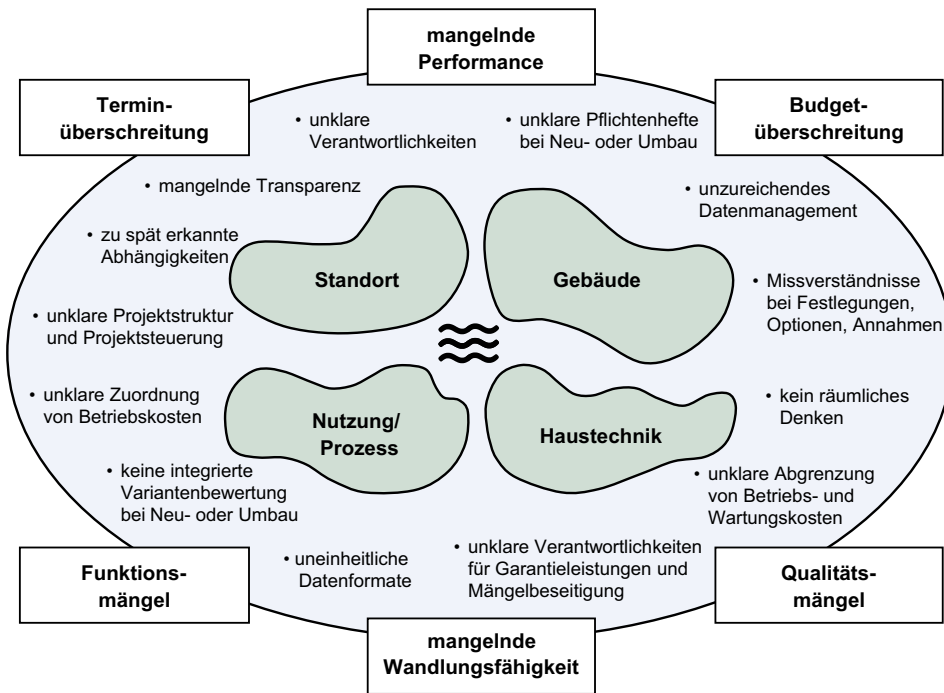 mangelnde
Performance
Termin-
überschreitung
Budget-
überschreitung
• unklare
Verantwortlichkeiten
• unklare Pflichtenhefte
bei Neu- oder Umbau
• mangelnde Transparenz
• unzureichendes
Datenmanagement
• zu spät erkannte
Abhängigkeiten
Standort
Gebäude
• Missverständnisse
bei Festlegungen,
Optionen, Annahmen
• unklare Projektstruktur
und Projektsteuerung
• unklare Zuordnung
von Betriebskosten
Nutzung/
Prozess
Haustechnik
• kein räumliches
Denken
• keine integrierte
Variantenbewertung
bei Neu- oder Umbau
• unklare Abgrenzung
von Betriebs- und
Wartungskosten
• uneinheitliche
Datenformate
• unklare Verantwortlichkeiten
für Garantieleistungen und
Mängelbeseitigung
Funktions-
mängel
Qualitäts-
mängel
mangelnde
Wandlungsfähigkeit